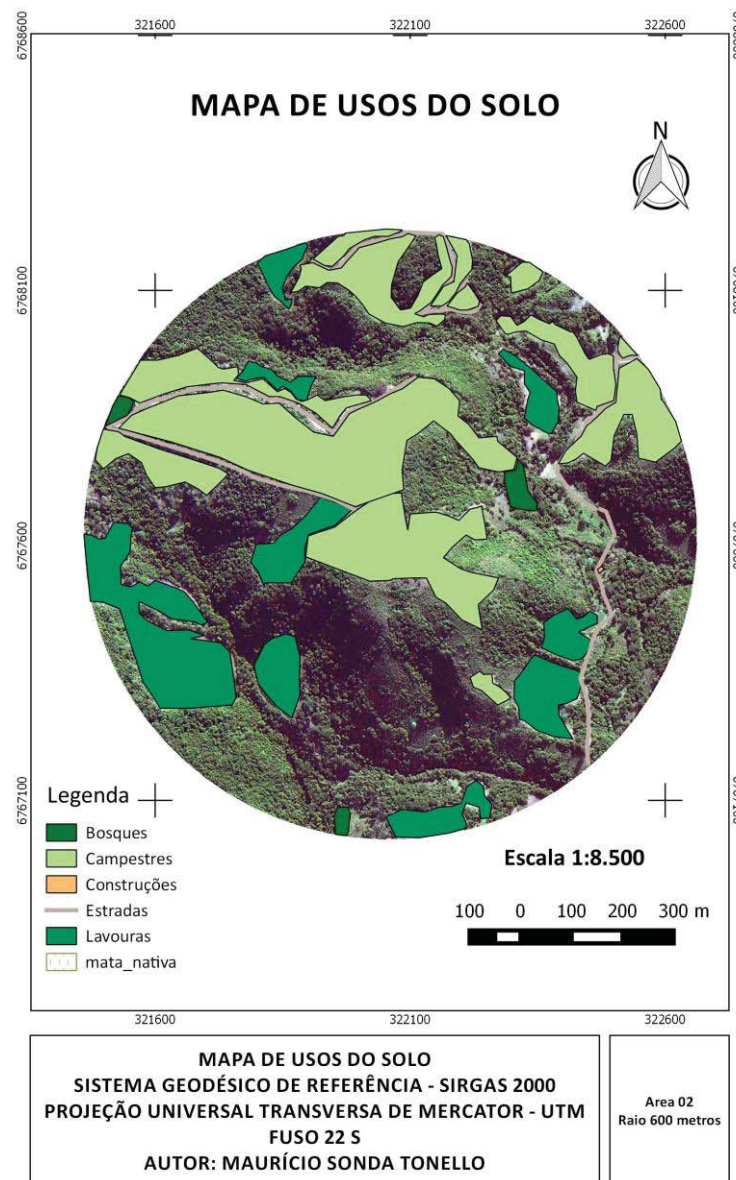 321600 322100 322600
6768600
MAPA DE USOS DO SOLO
N
6768100
6767600
6767100
Legenda
Bosques
Campestres
Construções
Estradas
Lavouras
mata_nativa
Escala 1:8.500
100 0 100 200 300 m
321600 322100 322600
MAPA DE USOS DO SOLO
SISTEMA GEODÉSICO DE REFERÊNCIA - SIRGAS 2000
PROJEÇÃO UNIVERSAL TRANSVERSA DE MERCATOR - UTM
FUSO 22 S
AUTOR: MAURÍCIO SONDA TONELLO
Area 02
Raio 600 metros